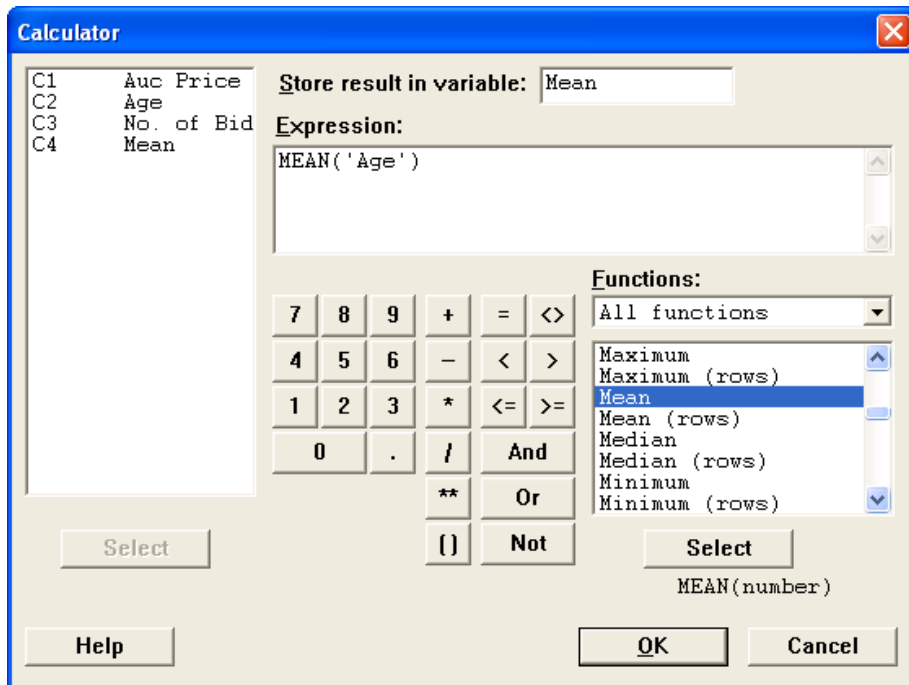 Calculator
C1 Auc Price
C2 Age
C3 No. of Bid
C4 Mean
Store result in variable: Mean
Expression:
MEAN('Age')
Functions:
All functions
7 8 9 + = <>
4 5 6 – < >
1 2 3 * <= >=
0 . / And
** Or
() Not
Maximum
Maximum (rows)
Mean
Mean (rows)
Median
Median (rows)
Minimum
Minimum (rows)
Select
Select
MEAN(number)
Help
OK
Cancel